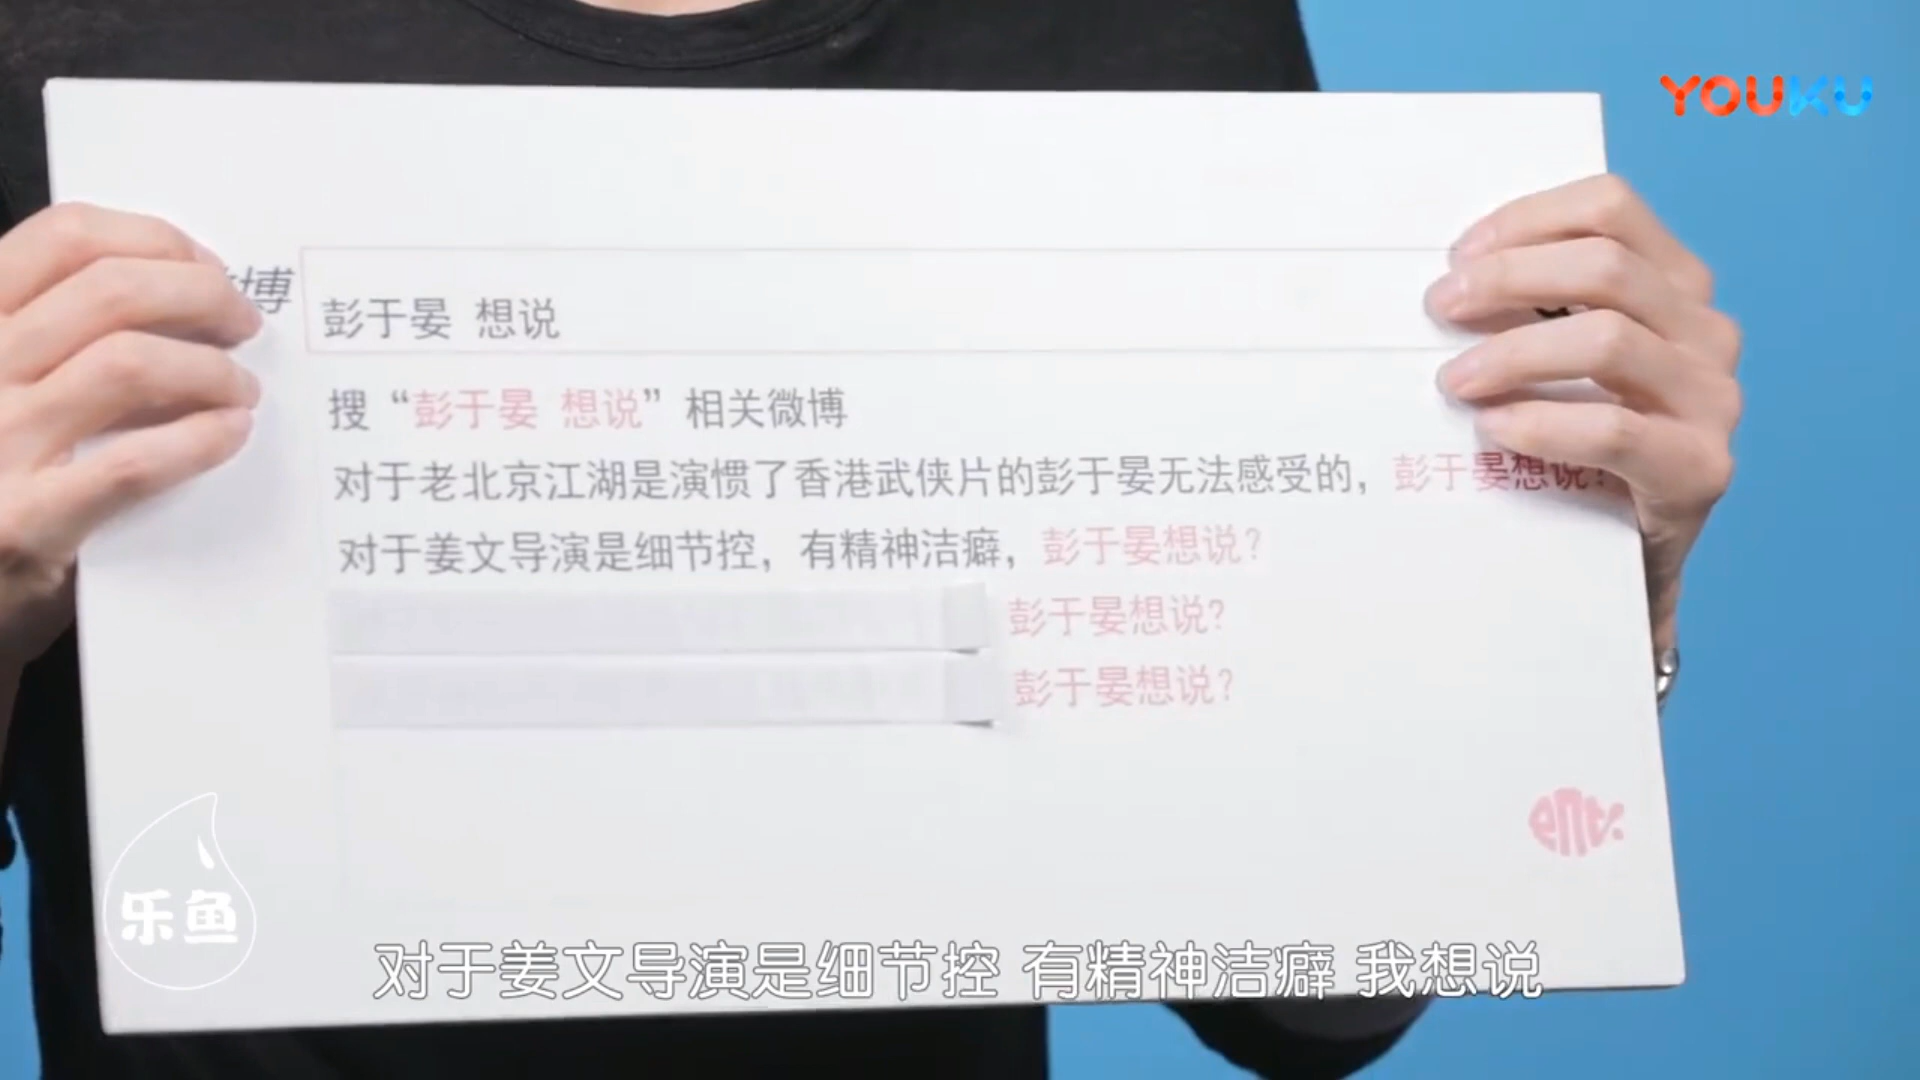 YOUKU
博
彭于晏 想说
搜“彭于晏 想说”相关微博
对于老北京江湖是演惯了香港武侠片的彭于晏无法感受的，彭于晏想说？
对于姜文导演是细节控，有精神洁癖，彭于晏想说？
彭于晏想说？
彭于晏想说？
entx
乐鱼
对于姜文导演是细节控 有精神洁癖 我想说